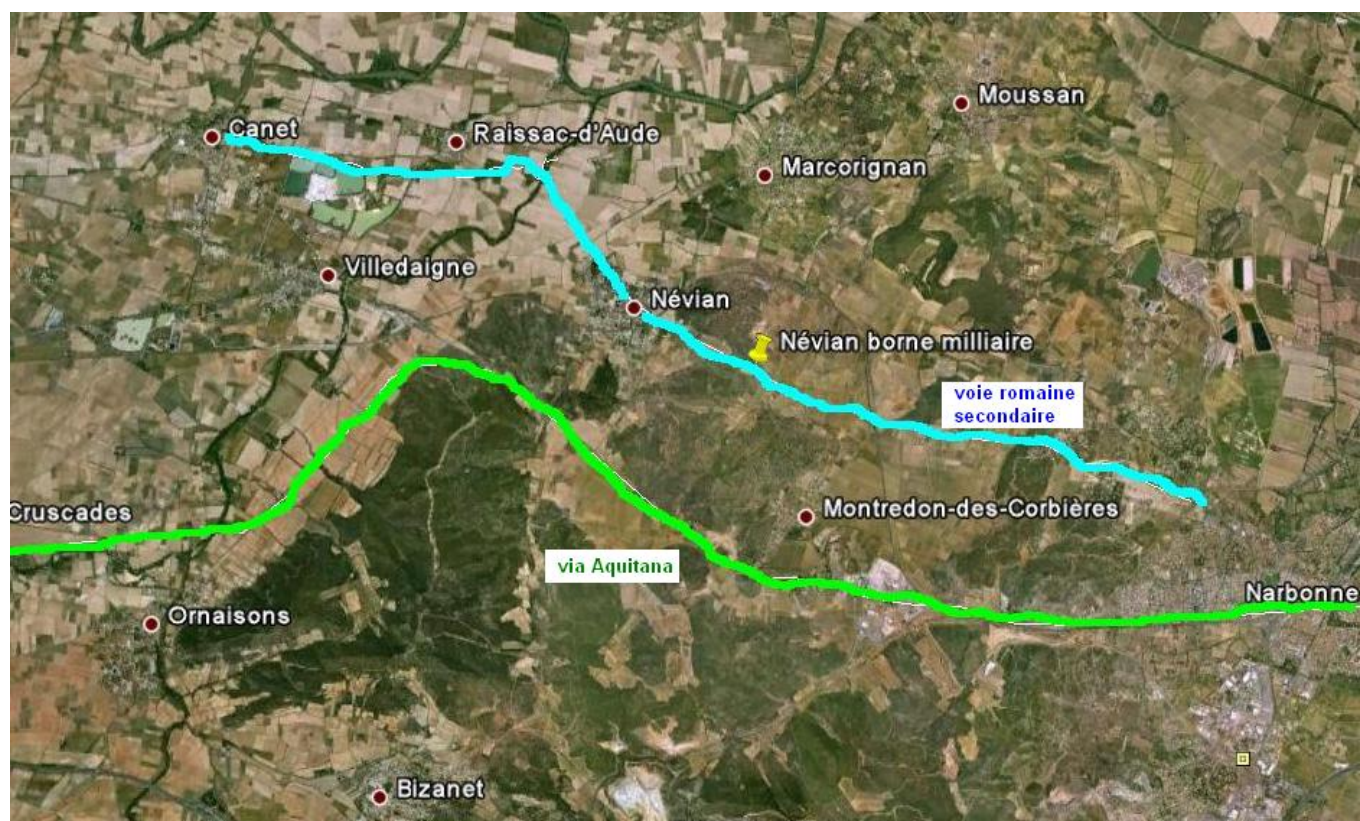 Moussan
Canet
Raissac-d'Aude
Marcorignan
Villedaigne
Névian
Névian borne milliaire
voie romaine
secondaire
Cruscades
Montredon-des-Corbières
via Aquitana
Narbonne
Ornaisons
Bizanet